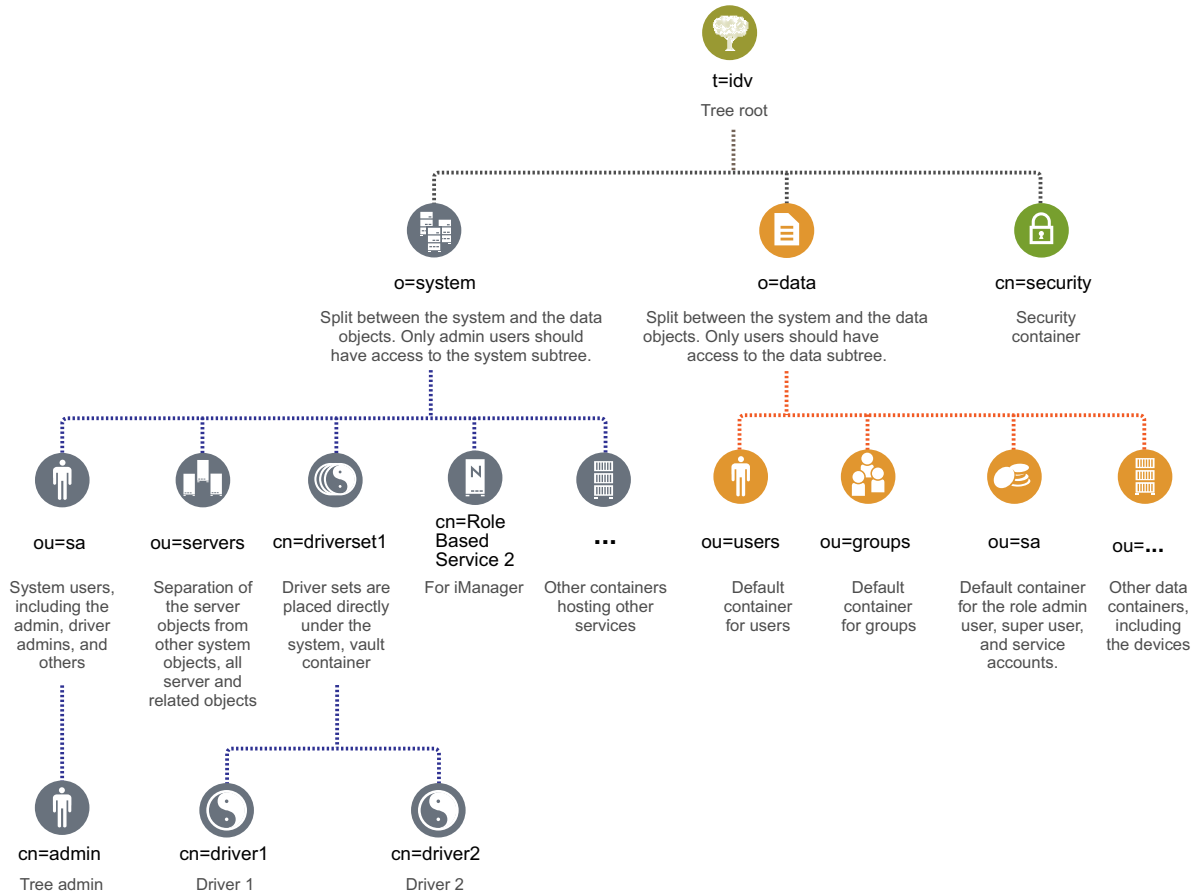 t=idv
Tree root
o=system
Split between the system and the data
objects. Only admin users should
have access to the system subtree.
o=data
Split between the system and the data
objects. Only users should have
access to the data subtree.
cn=security
Security
container
ou=sa
System users,
including the
admin, driver
admins, and
others
ou=servers
Separation of
the server
objects from
other system
objects, all
server and
related objects
cn=driverset1
Driver sets are
placed directly
under the
system, vault
container
N
cn=Role
Based
Service 2
For iManager
...
Other containers
hosting other
services
ou=users
Default
container
for users
ou=groups
Default
container
for groups
ou=sa
Default container
for the role admin
user, super user,
and service
accounts.
ou=...
Other data
containers,
including
the devices
cn=admin
Tree admin
cn=driver1
Driver 1
cn=driver2
Driver 2